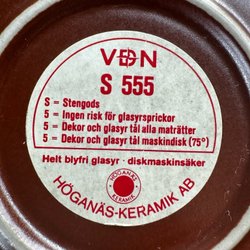 VDN
S 555
S = Stengods
5 = Ingen risk för glasyrsprickor
5 = Dekor och glasyr tål alla maträtter
5 = Dekor och glasyr tål maskindisk (75°)
Helt blyfri glasyr · diskmaskinsäker
HÖGANÄS
KERAMIK
HÖGANÄS-KERAMIK AB